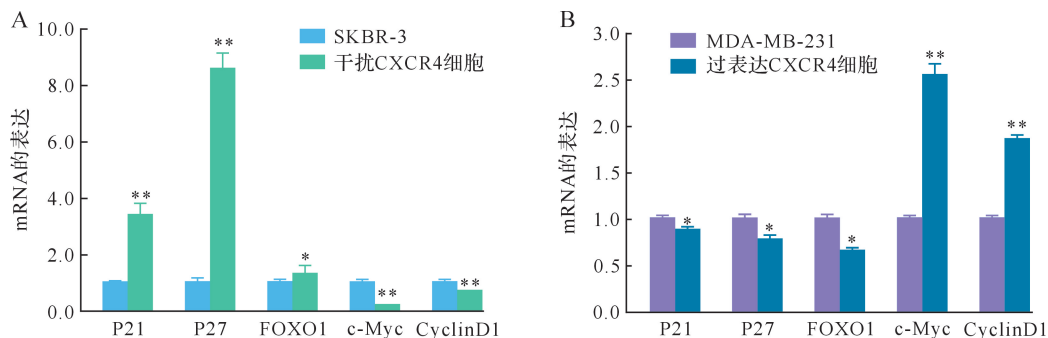 A
SKBR-3
干扰CXCR4细胞
mRNA的表达
10.0
8.0
6.0
4.0
2.0
0.0
**
**
*
**
**
P21
P27
FOXO1
c-Myc
CyclinD1
B
MDA-MB-231
过表达CXCR4细胞
mRNA的表达
3.0
2.5
2.0
1.5
1.0
0.5
0.0
*
*
*
**
**
P21
P27
FOXO1
c-Myc
CyclinD1